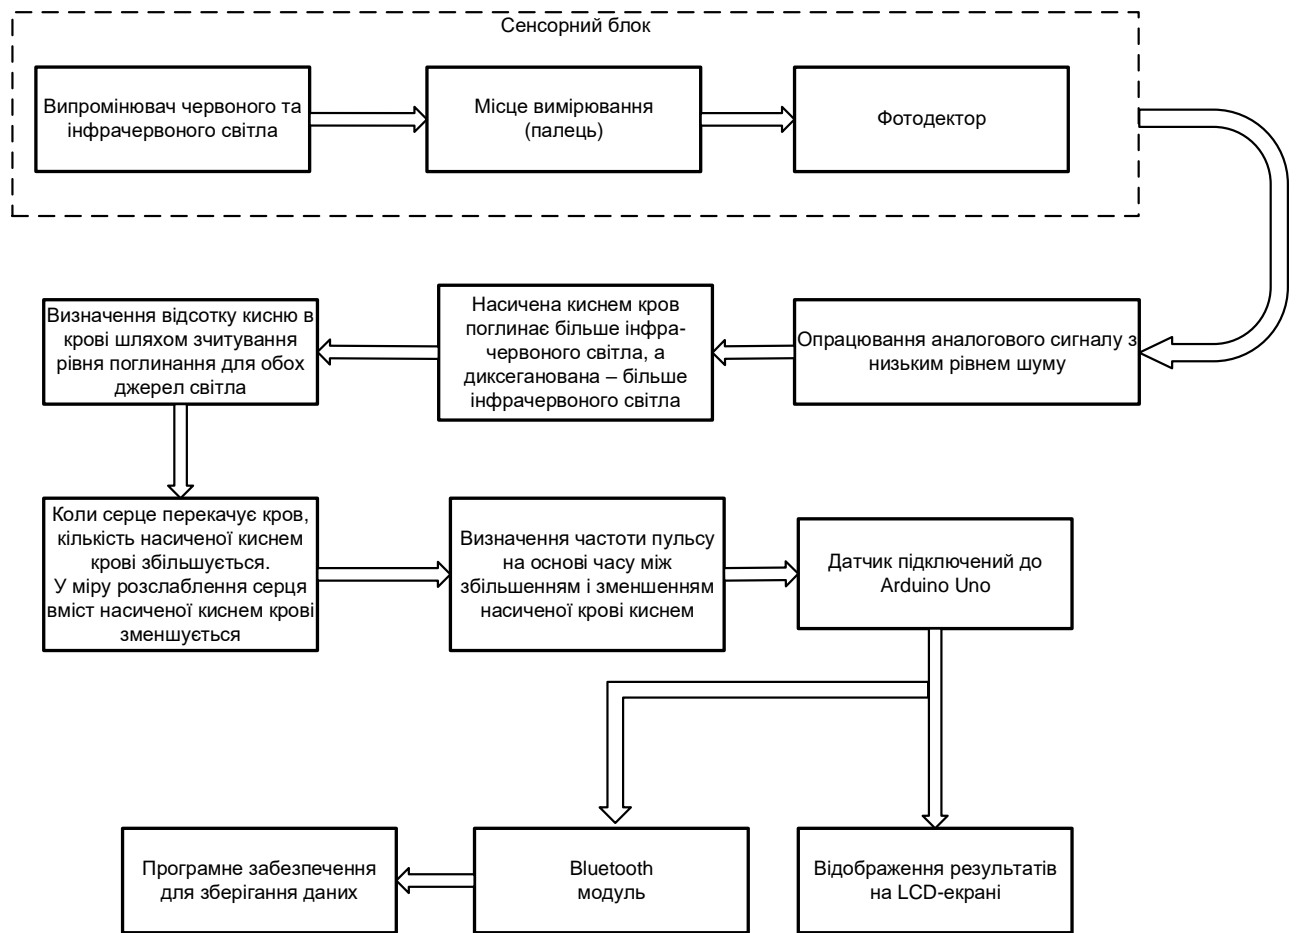 Сенсорний блок
Випромінювач червоного та
інфрачервоного світла
Місце вимірювання
(палець)
Фотодектор
Визначення відсотку кисню в
крові шляхом зчитування
рівня поглинання для обох
джерел світла
Насичена киснем кров
поглинає більше інфра-
червоного світла, а
диксеганована – більше
інфрачервоного світла
Опрацювання аналогового сигналу з
низьким рівнем шуму
Коли серце перекачує кров,
кількість насиченої киснем
крові збільшується.
У міру розслаблення серця
вміст насиченої киснем крові
зменшується
Визначення частоти пульсу
на основі часу між
збільшенням і зменшенням
насиченої крові киснем
Датчик підключений до
Arduino Uno
Програмне забезпечення
для зберігання даних
Bluetooth
модуль
Відображення результатів
на LCD-екрані